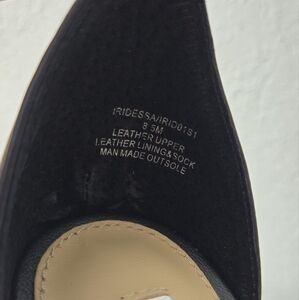 IRIDESSA/IRID01S1
8.5M
LEATHER UPPER
LEATHER LINING&SOCK
MAN MADE OUTSOLE